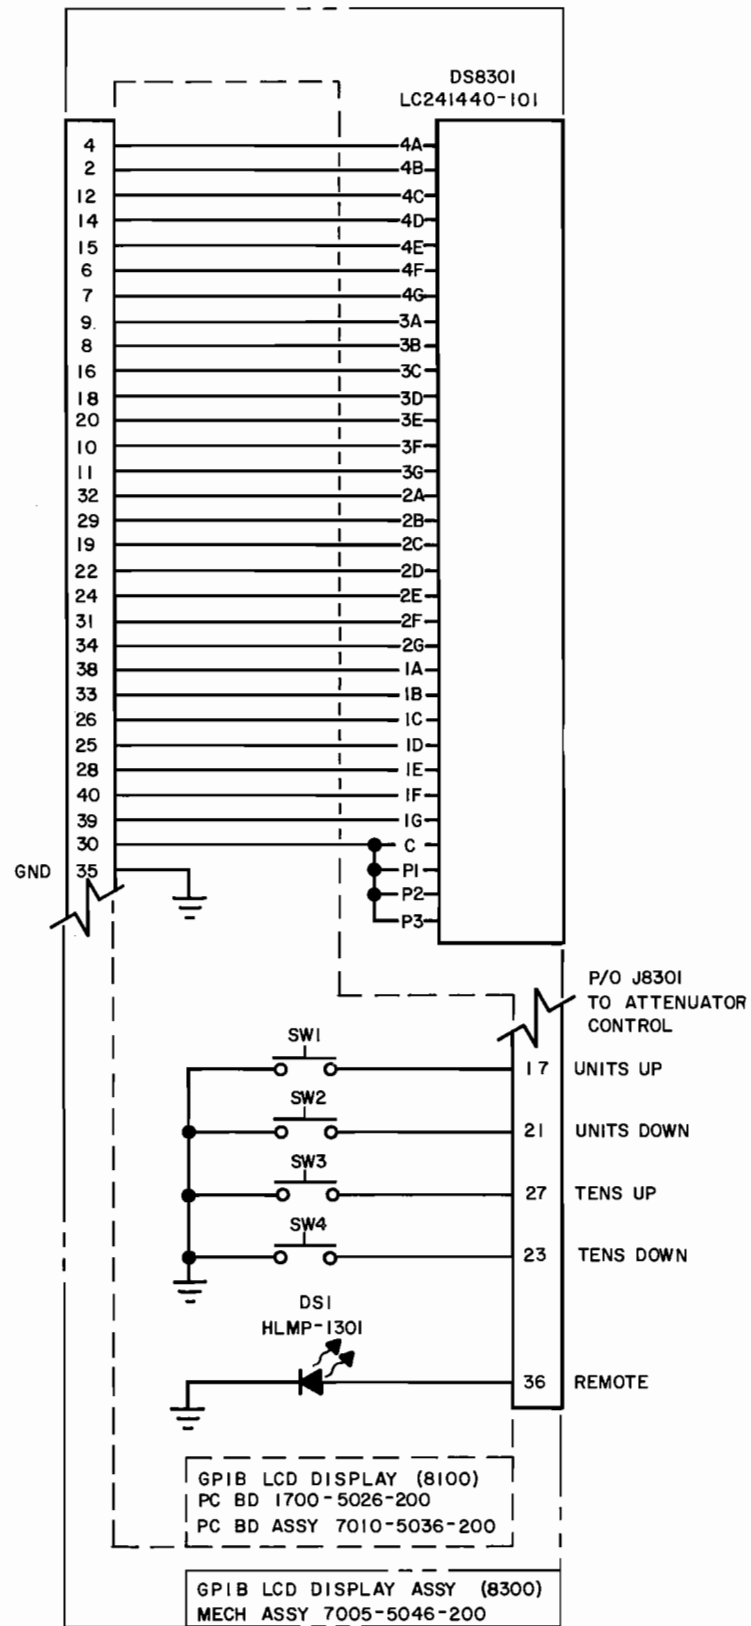 DS8301
LC241440-101
4 4A
2 4B
12 4C
14 4D
15 4E
6 4F
7 4G
9 3A
8 3B
16 3C
18 3D
20 3E
10 3F
11 3G
32 2A
29 2B
19 2C
22 2D
24 2E
31 2F
34 2G
38 1A
33 1B
26 1C
25 1D
28 1E
40 1F
39 1G
30 C
GND 35 P1
P2
P3
P/O J8301
TO ATTENUATOR
CONTROL
SW1
17 UNITS UP
SW2
21 UNITS DOWN
SW3
27 TENS UP
SW4
23 TENS DOWN
DS1
HLMP-1301
36 REMOTE
GPIB LCD DISPLAY (8100)
PC BD 1700-5026-200
PC BD ASSY 7010-5036-200
GPIB LCD DISPLAY ASSY (8300)
MECH ASSY 7005-5046-200